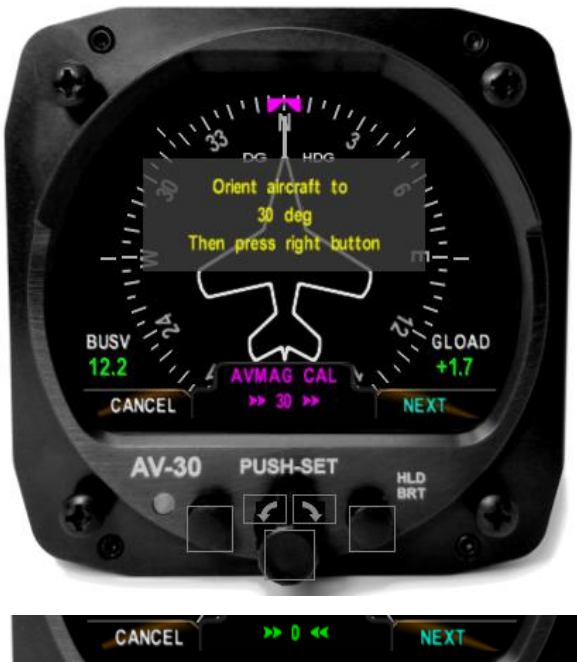 N
33
3
DG HDG
30
6
Orient aircraft to
30 deg
Then press right button
W
E
24
12
BUSV
12.2
GLOAD
+1.7
AVMAG CAL
>> 30 >>
CANCEL
NEXT
AV-30
PUSH-SET
HLD
BRT
CANCEL
>> 0 <<
NEXT